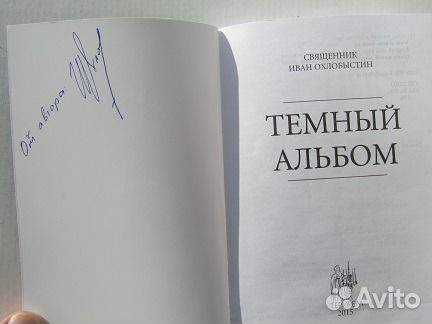 От автора:
СВЯЩЕННИК
ИВАН ОХЛОБЫСТИН
ТЕМНЫЙ
АЛЬБОМ
2015
Avito